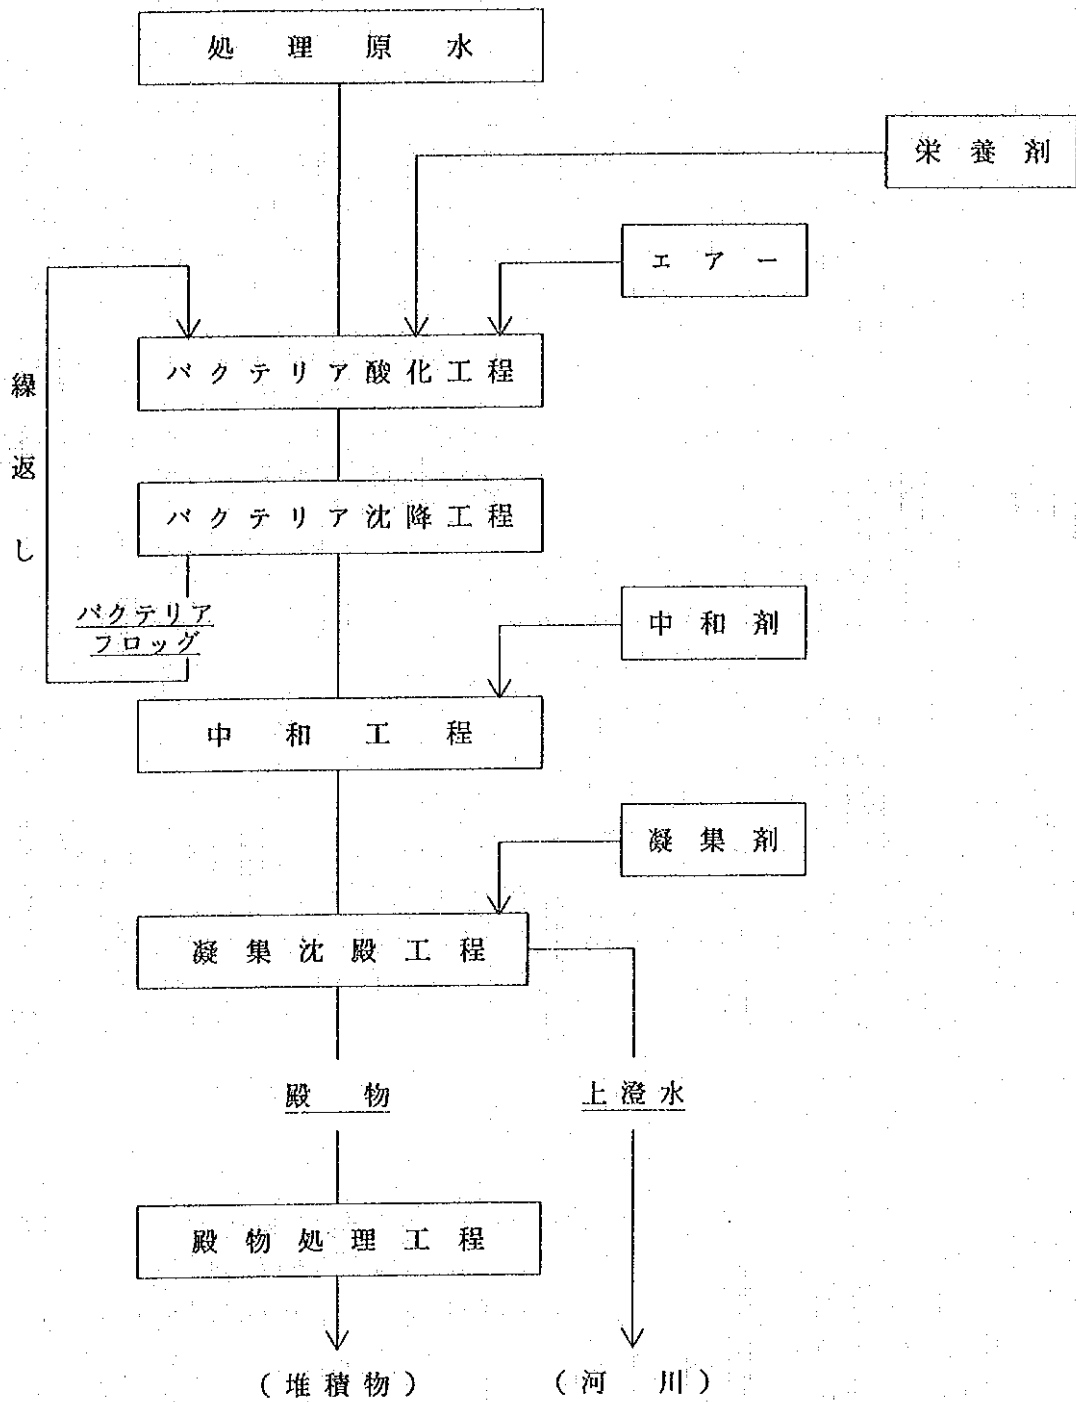 処理原水
栄養剤
エアー
バクテリア酸化工程
繰返し
バクテリア沈降工程
バクテリア
フロッグ
中和剤
中和工程
凝集剤
凝集沈殿工程
殿物
上澄水
殿物処理工程
(堆積物)
(河川)